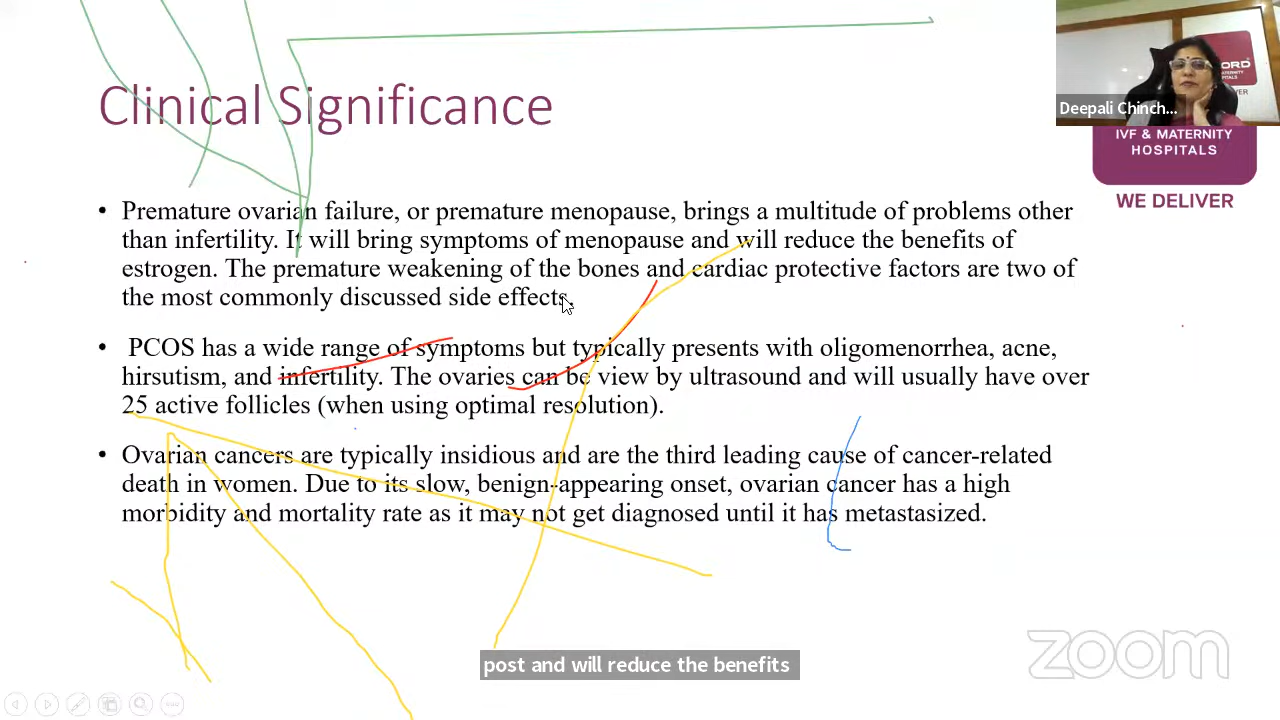 Clinical Significance
ORD
MATERNITY
PITALS
VER
Deepali Chinch...
IVF & MATERNITY
HOSPITALS
WE DELIVER
• Premature ovarian failure, or premature menopause, brings a multitude of problems other
than infertility. It will bring symptoms of menopause and will reduce the benefits of
estrogen. The premature weakening of the bones and cardiac protective factors are two of
the most commonly discussed side effects.
• PCOS has a wide range of symptoms but typically presents with oligomenorrhea, acne,
hirsutism, and infertility. The ovaries can be view by ultrasound and will usually have over
25 active follicles (when using optimal resolution).
• Ovarian cancers are typically insidious and are the third leading cause of cancer-related
death in women. Due to its slow, benign-appearing onset, ovarian cancer has a high
morbidity and mortality rate as it may not get diagnosed until it has metastasized.
post and will reduce the benefits
zoom